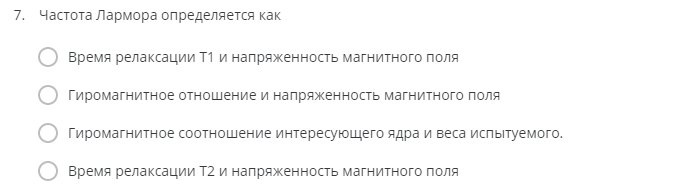 7. Частота Лармора определяется как
Время релаксации T1 и напряженность магнитного поля
Гиромагнитное отношение и напряженность магнитного поля
Гиромагнитное соотношение интересующего ядра и веса испытуемого.
Время релаксации T2 и напряженность магнитного поля